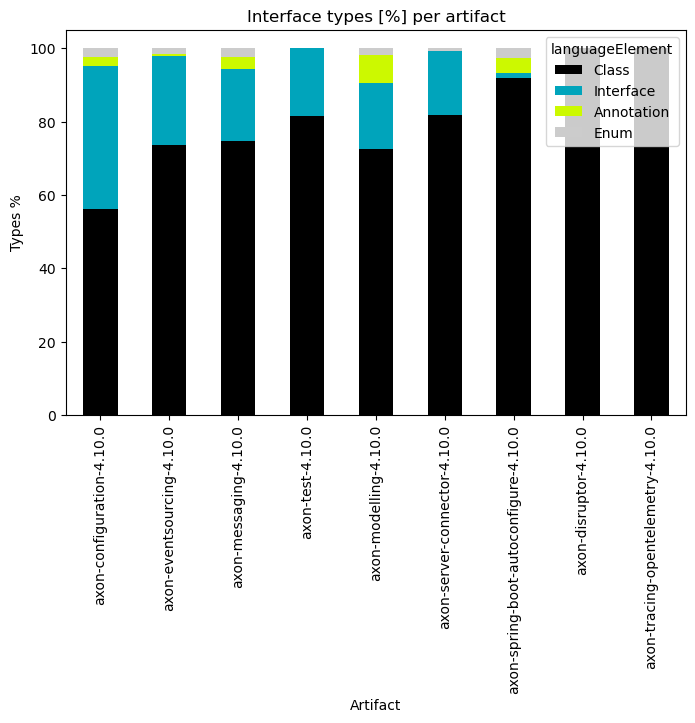 Interface types [%] per artifact
languageElement
Class
Interface
Annotation
Enum
Types %
100
80
60
40
20
0
axon-configuration-4.10.0
axon-eventsourcing-4.10.0
axon-messaging-4.10.0
axon-test-4.10.0
axon-modelling-4.10.0
axon-server-connector-4.10.0
axon-spring-boot-autoconfigure-4.10.0
axon-disruptor-4.10.0
axon-tracing-opentelemetry-4.10.0
Artifact